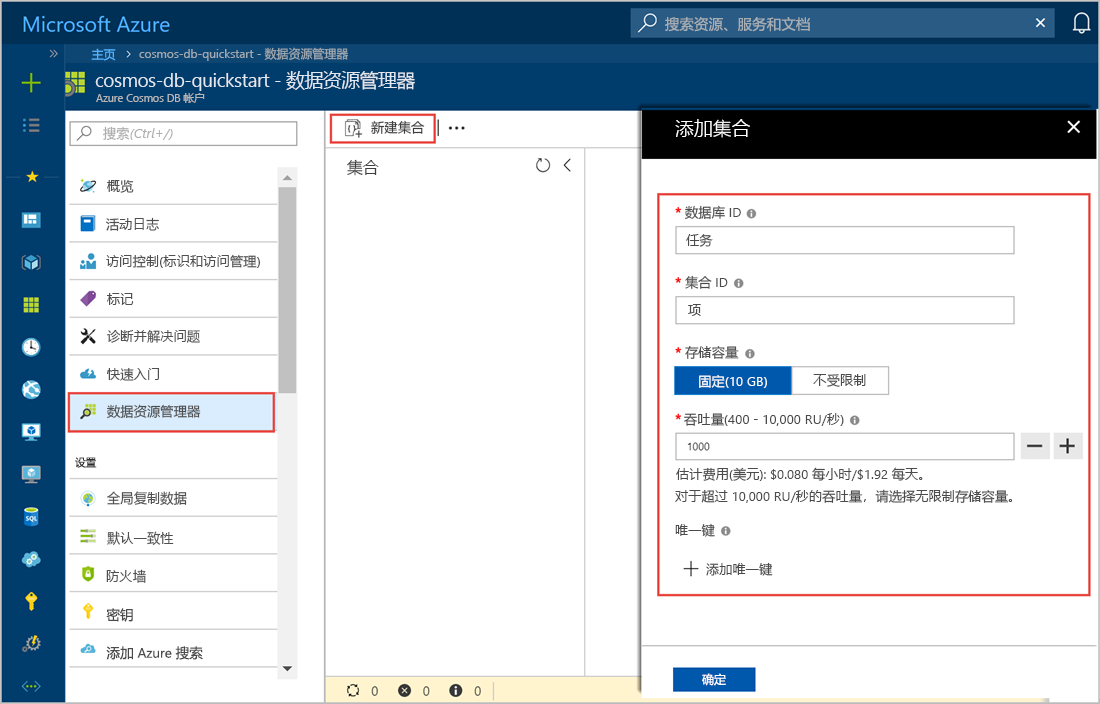 Microsoft Azure
搜索资源、服务和文档
主页 > cosmos-db-quickstart - 数据资源管理器
cosmos-db-quickstart - 数据资源管理器
Azure Cosmos DB 帐户
搜索(Ctrl+/)
概览
活动日志
访问控制(标识和访问管理)
标记
诊断并解决问题
快速入门
数据资源管理器
设置
全局复制数据
默认一致性
防火墙
密钥
添加 Azure 搜索
新建集合
集合
0 0 0
添加集合
* 数据库 ID
任务
* 集合 ID
项
* 存储容量
固定(10 GB) 不受限制
* 吞吐量(400 - 10,000 RU/秒)
1000
估计费用(美元): $0.080 每小时/$1.92 每天。
对于超过 10,000 RU/秒的吞吐量，请选择无限制存储容量。
唯一键
添加唯一键
确定
SQL